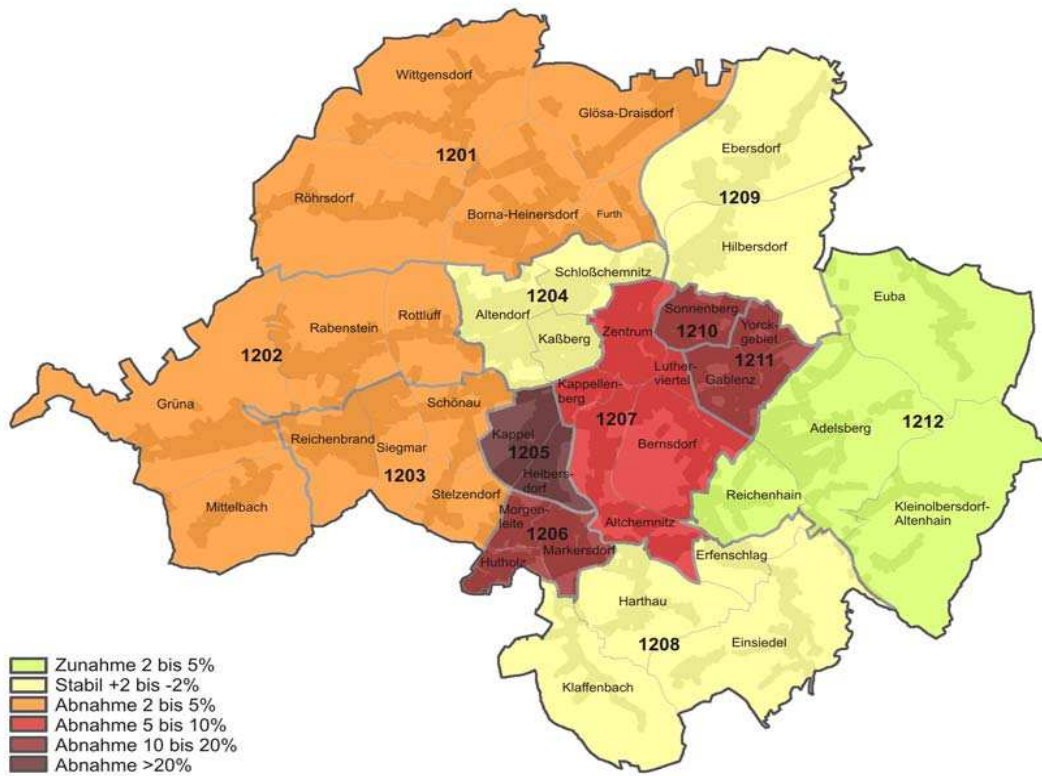 Wittgensdorf
Glösa-Draisdorf
1201
Ebersdorf
Röhrsdorf
1209
Borna-Heinersdorf
Furth
Hilbersdorf
Schloßchemnitz
1204
Altendorf
Euba
Sonnenberg
Rottluff
Zentrum
1210
Yorck-
gebiet
Rabenstein
Kaßberg
1202
1211
Luther-
viertel
Gablenz
Kappellen-
berg
Grüna
Schönau
1207
1212
Adelsberg
Reichenbrand
Siegmar
Kappel
1205
Bernsdorf
1203
Helbers-
dorf
Stelzendorf
Reichenhain
Mittelbach
Kleinolbersdorf-
Altenhain
Morgen-
leite
Altchemnitz
1206
Markersdorf
Erfenschlag
Hutholz
Harthau
1208
Einsiedel
Klaffenbach
Zunahme 2 bis 5%
Stabil +2 bis -2%
Abnahme 2 bis 5%
Abnahme 5 bis 10%
Abnahme 10 bis 20%
Abnahme >20%